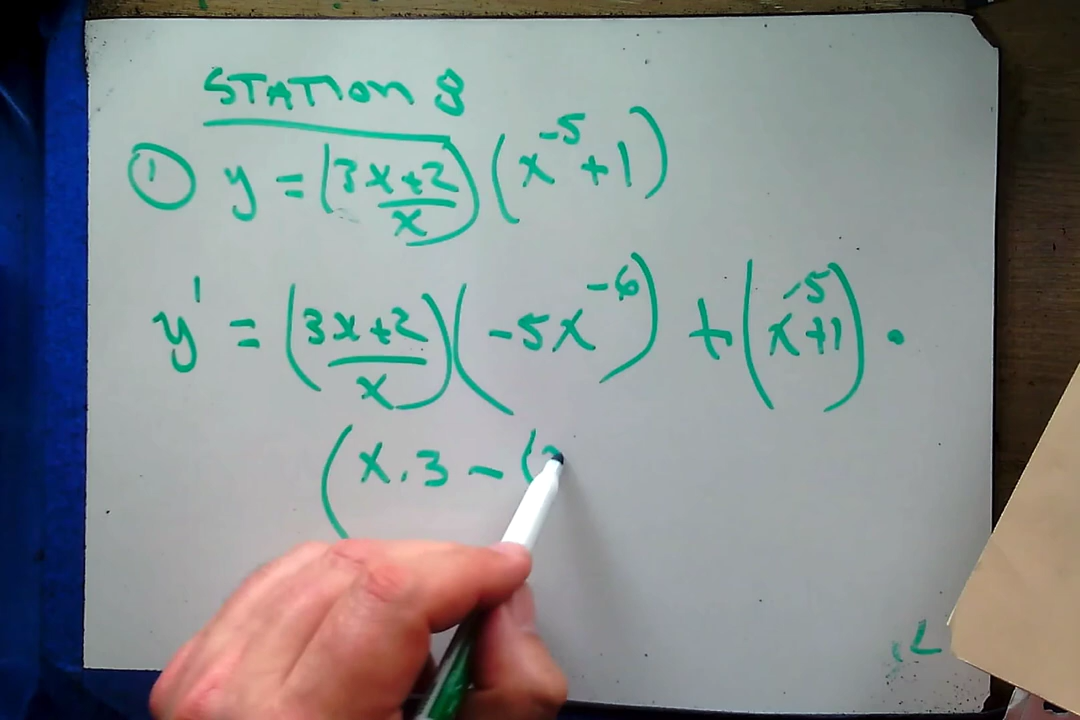 STATION 8
① y = (3x+2/x) (x^-5 + 1)
y' = (3x+2/x) (-5x^-6) + (x^-5 + 1) ·
(x · 3 - (